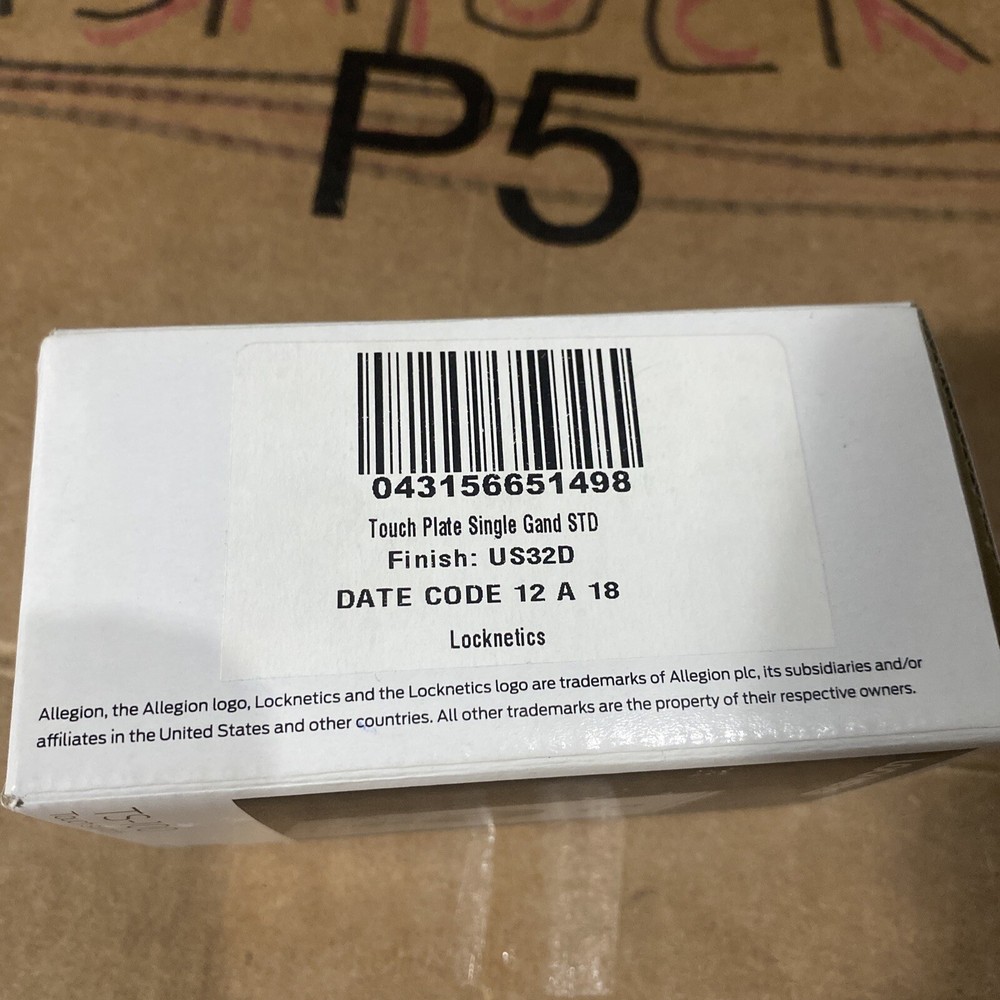 P5
043156651498
Touch Plate Single Gand STD
Finish: US32D
DATE CODE 12 A 18
Locknetics
Allegion, the Allegion logo, Locknetics and the Locknetics logo are trademarks of Allegion plc, its subsidiaries and/or
affiliates in the United States and other countries. All other trademarks are the property of their respective owners.